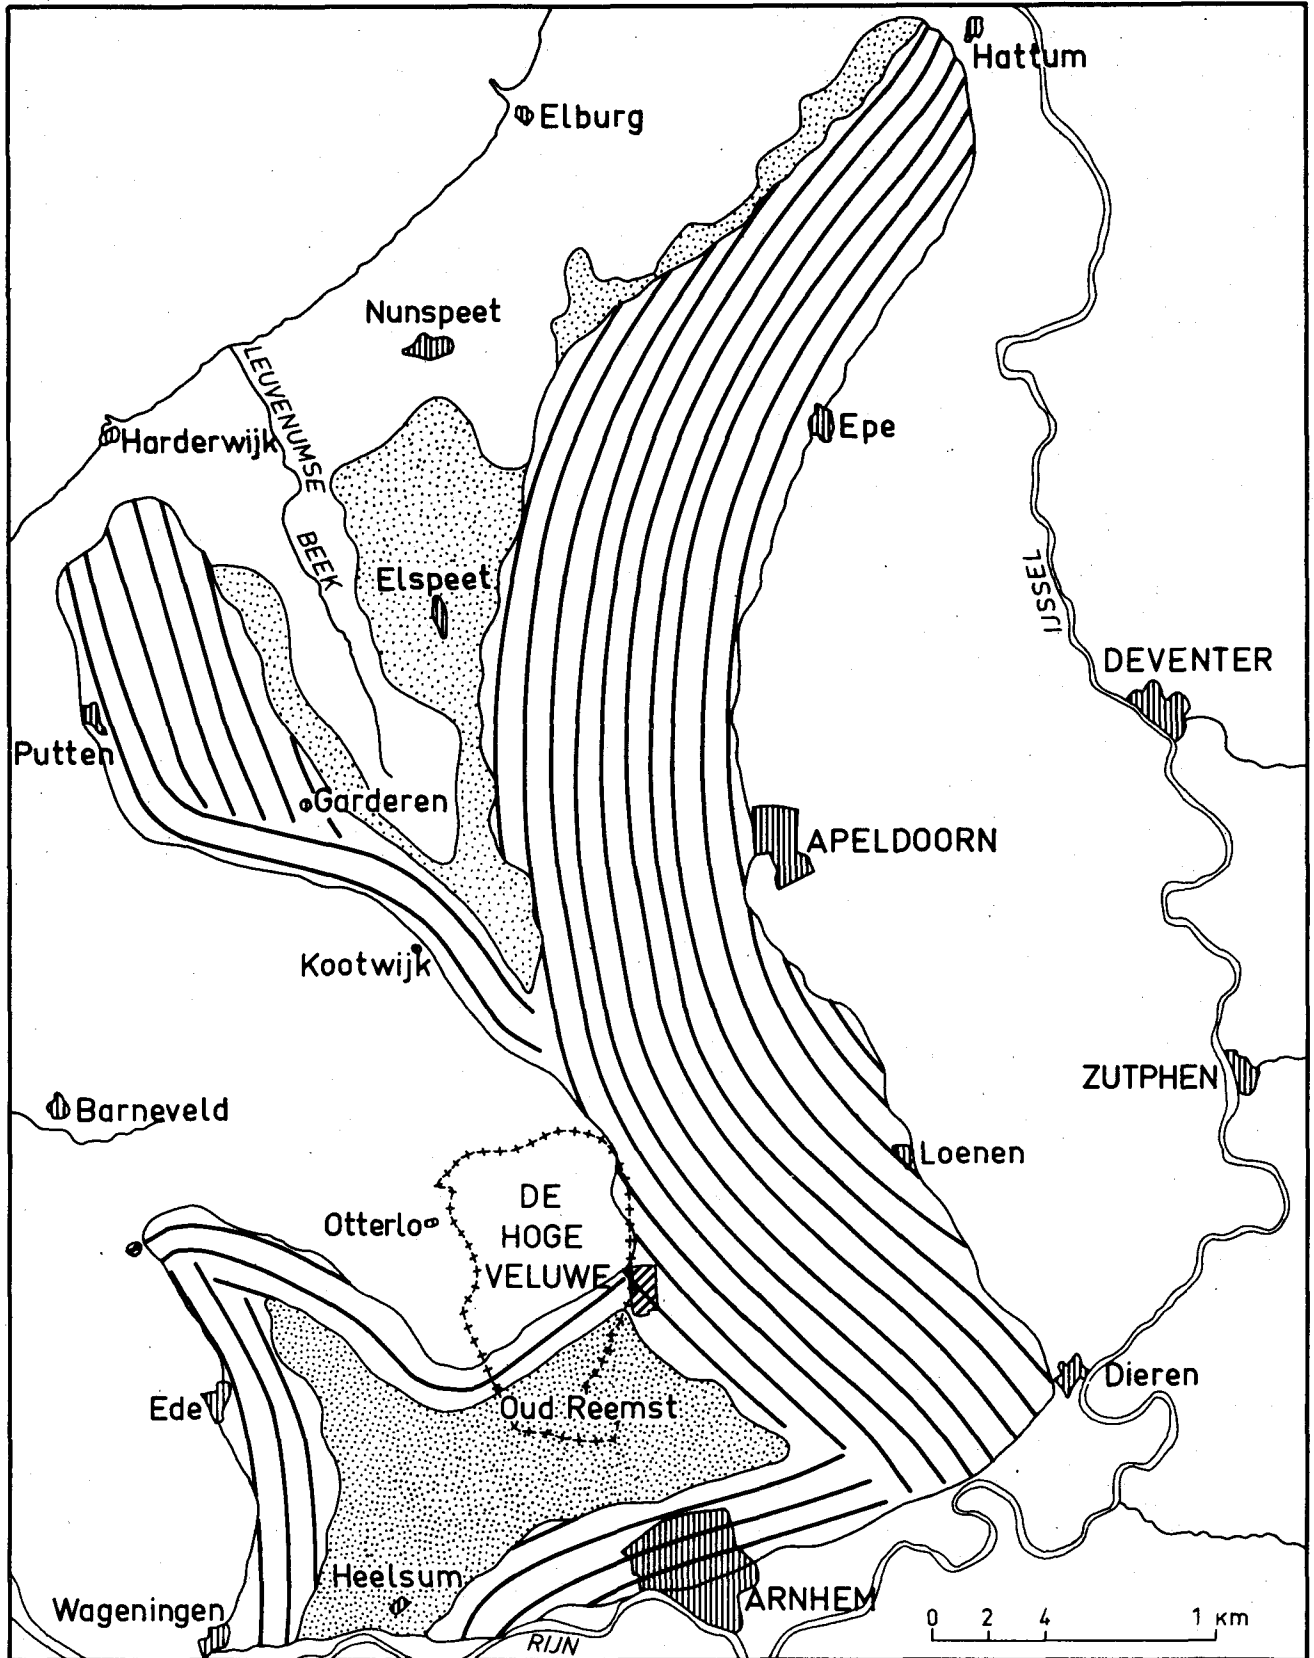 Hattum
Elburg
Nunspeet
LEUVENUMSE
BEEK
Harderwijk
Epe
Elspeet
IJSSEL
DEVENTER
Putten
Garderen
APELDOORN
Kootwijk
ZUTPHEN
Barneveld
Loenen
DE
HOGE
VELUWE
Otterlo
Dieren
Ede
Oud Reemst
Heelsum
Wageningen
ARNHEM
RIJN
0 2 4 1 км